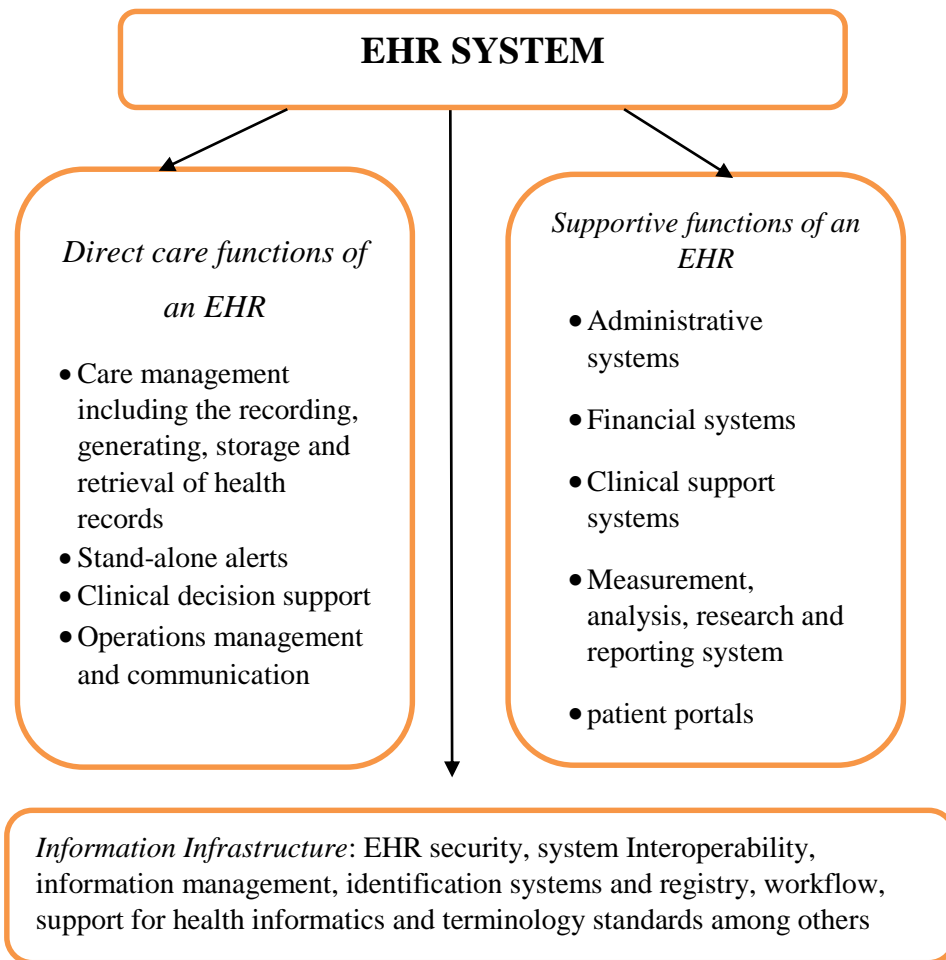 EHR SYSTEM
Direct care functions of
an EHR
• Care management
including the recording,
generating, storage and
retrieval of health
records
• Stand-alone alerts
• Clinical decision support
• Operations management
and communication
Supportive functions of an
EHR
• Administrative
systems
• Financial systems
• Clinical support
systems
• Measurement,
analysis, research and
reporting system
• patient portals
Information Infrastructure: EHR security, system Interoperability,
information management, identification systems and registry, workflow,
support for health informatics and terminology standards among others